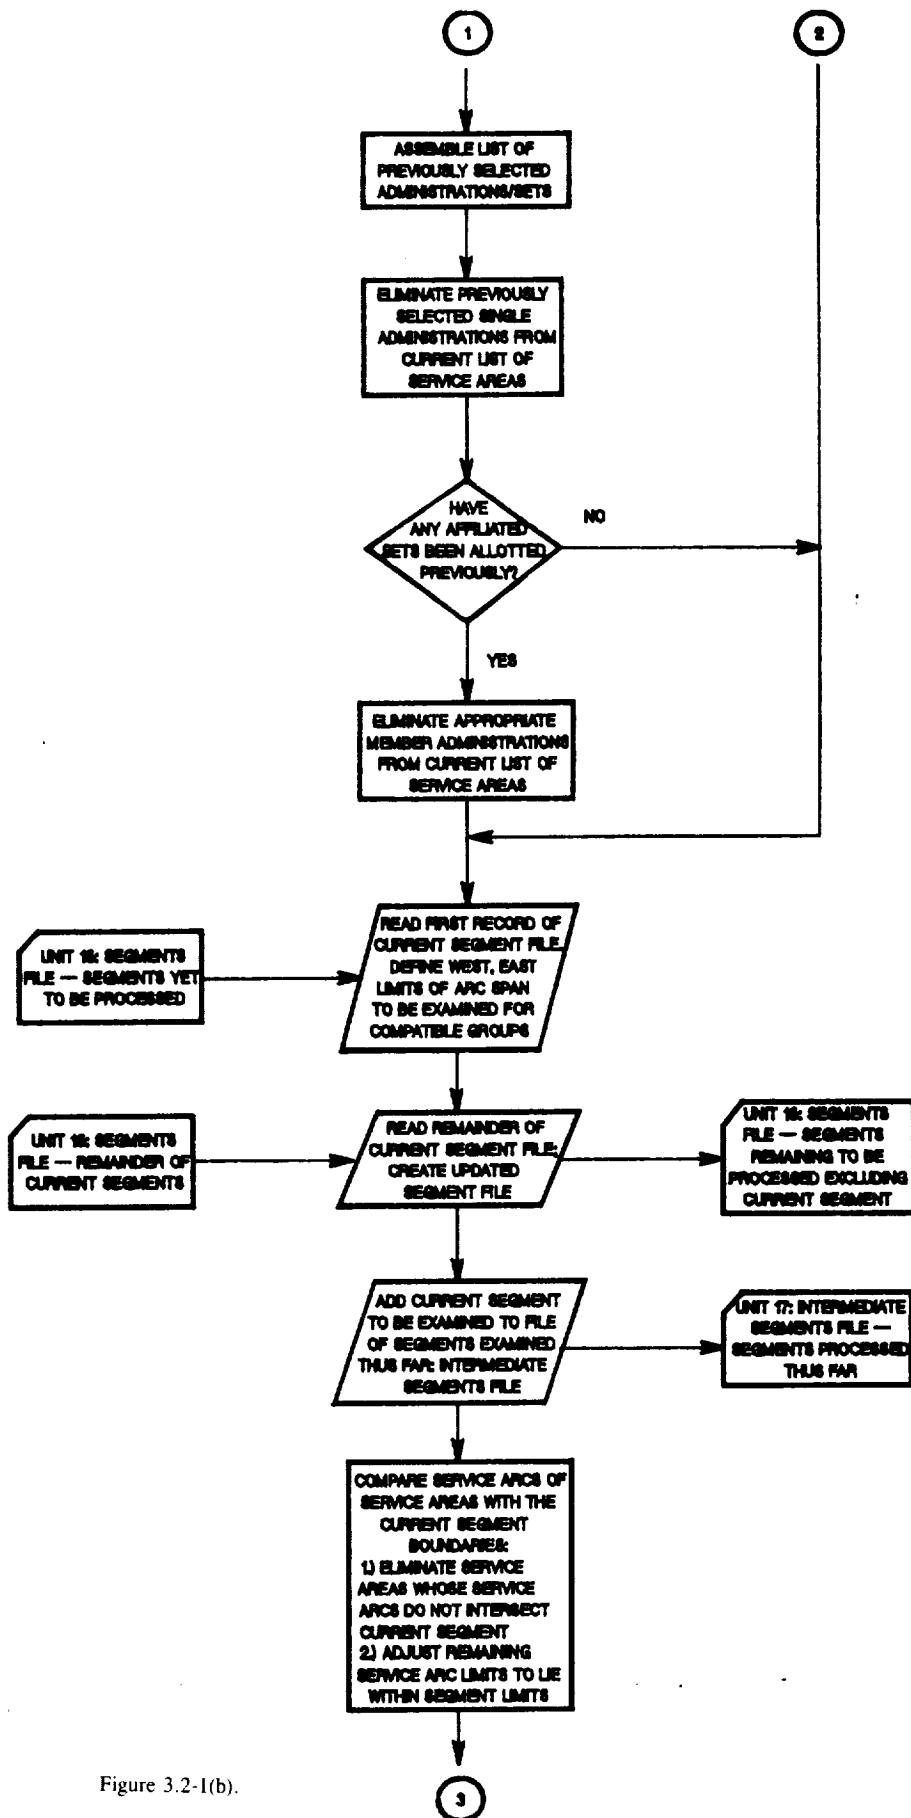 1
2
ASSEMBLE LIST OF
PREVIOUSLY SELECTED
ADMINISTRATIONS/SETS
ELIMINATE PREVIOUSLY
SELECTED SINGLE
ADMINISTRATIONS FROM
CURRENT LIST OF
SERVICE AREAS
HAVE
ANY AFFILIATED
SETS BEEN ALLOTTED
PREVIOUSLY?
NO
YES
ELIMINATE APPROPRIATE
MEMBER ADMINISTRATIONS
FROM CURRENT LIST OF
SERVICE AREAS
UNIT 16: SEGMENTS
FILE — SEGMENTS YET
TO BE PROCESSED
READ FIRST RECORD OF
CURRENT SEGMENT FILE.
DEFINE WEST, EAST
LIMITS OF ARC SPAN
TO BE EXAMINED FOR
COMPATIBLE GROUPS
UNIT 16: SEGMENTS
FILE — REMAINDER OF
CURRENT SEGMENTS
READ REMAINDER OF
CURRENT SEGMENT FILE;
CREATE UPDATED
SEGMENT FILE
UNIT 16: SEGMENTS
FILE — SEGMENTS
REMAINING TO BE
PROCESSED EXCLUDING
CURRENT SEGMENT
ADD CURRENT SEGMENT
TO BE EXAMINED TO FILE
OF SEGMENTS EXAMINED
THUS FAR: INTERMEDIATE
SEGMENTS FILE
UNIT 17: INTERMEDIATE
SEGMENTS FILE —
SEGMENTS PROCESSED
THUS FAR
COMPARE SERVICE ARCS OF
SERVICE AREAS WITH THE
CURRENT SEGMENT
BOUNDARIES:
1.) ELIMINATE SERVICE
AREAS WHOSE SERVICE
ARCS DO NOT INTERSECT
CURRENT SEGMENT
2.) ADJUST REMAINING
SERVICE ARC LIMITS TO LIE
WITHIN SEGMENT LIMITS
3
Figure 3.2-1(b).